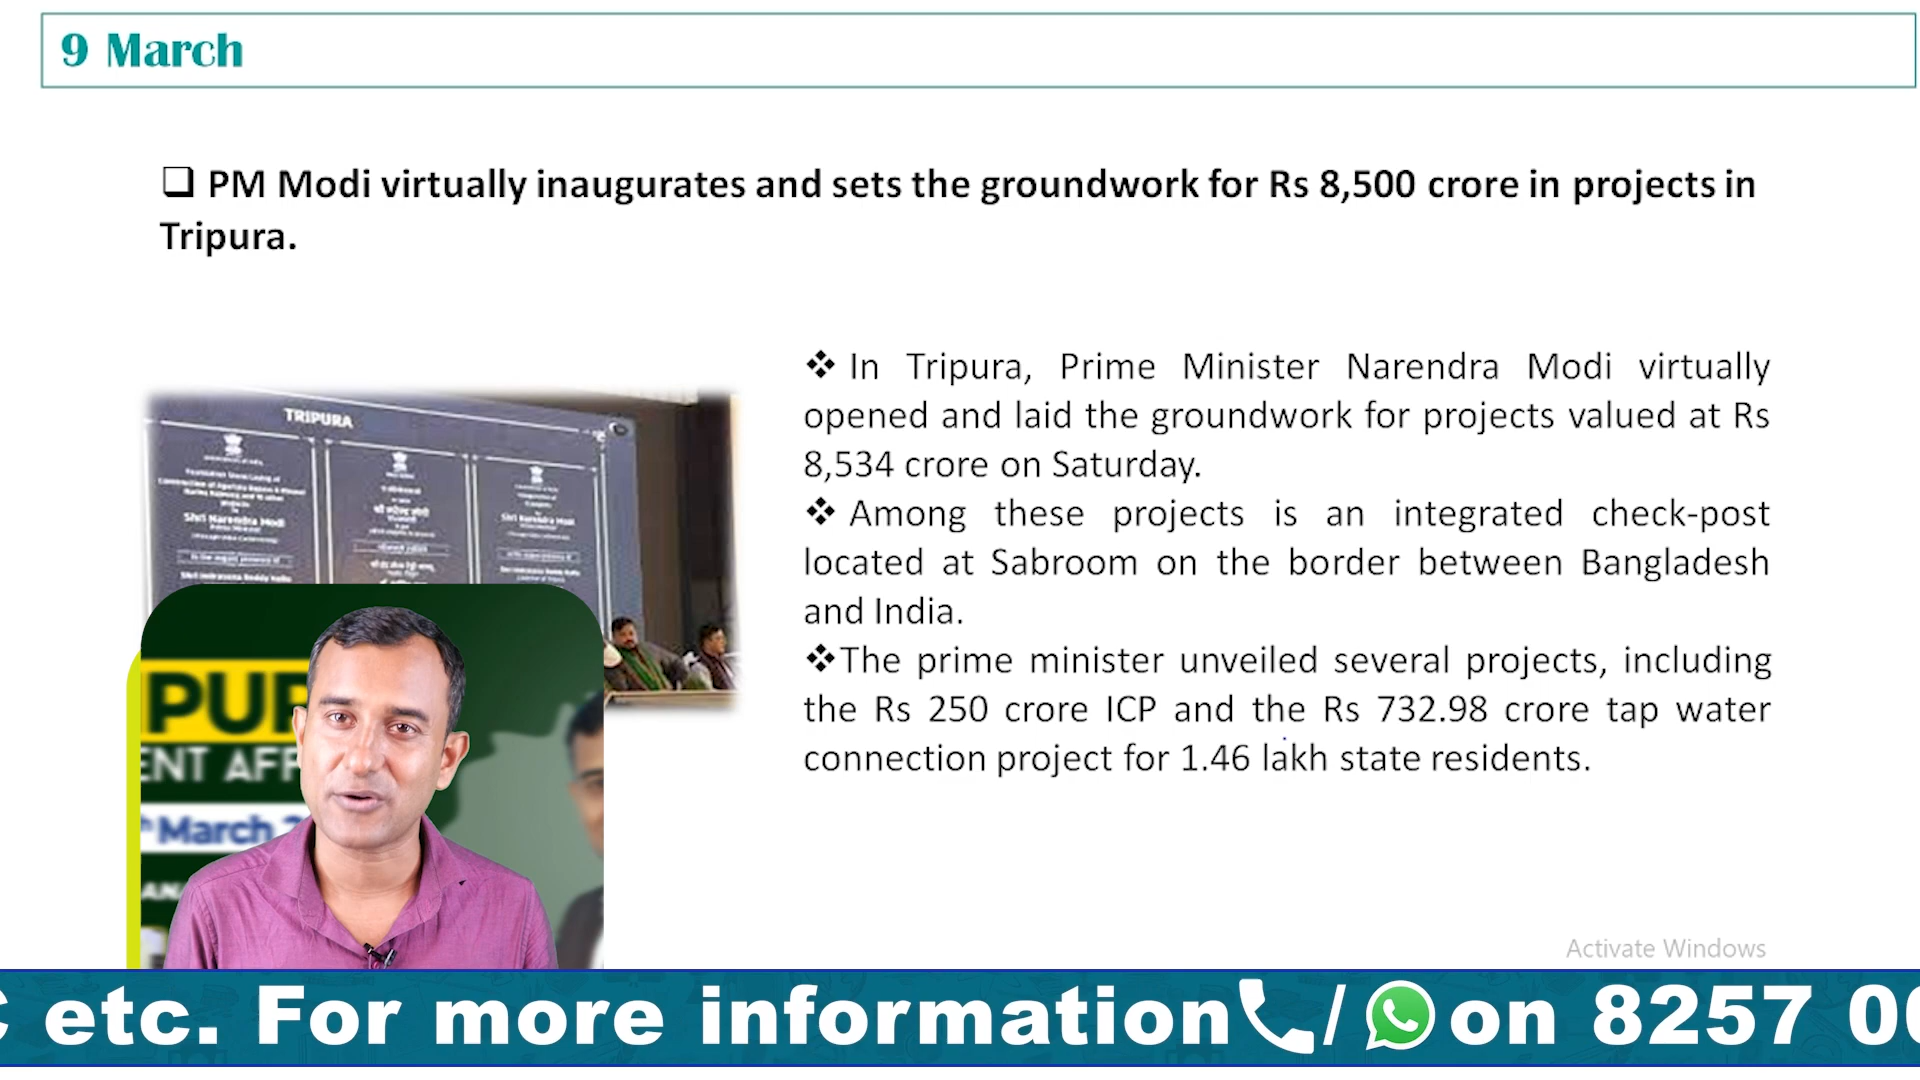 9 March
❑ PM Modi virtually inaugurates and sets the groundwork for Rs 8,500 crore in projects in
Tripura.
TRIPURA
Shri Narendra Modi
Shri Narendra Modi
❖ In Tripura, Prime Minister Narendra Modi virtually
opened and laid the groundwork for projects valued at Rs
8,534 crore on Saturday.
❖ Among these projects is an integrated check-post
located at Sabroom on the border between Bangladesh
and India.
❖The prime minister unveiled several projects, including
the Rs 250 crore ICP and the Rs 732.98 crore tap water
connection project for 1.46 lakh state residents.
PUR
ENT AFF
March
Activate Windows
C etc. For more information / on 8257 00